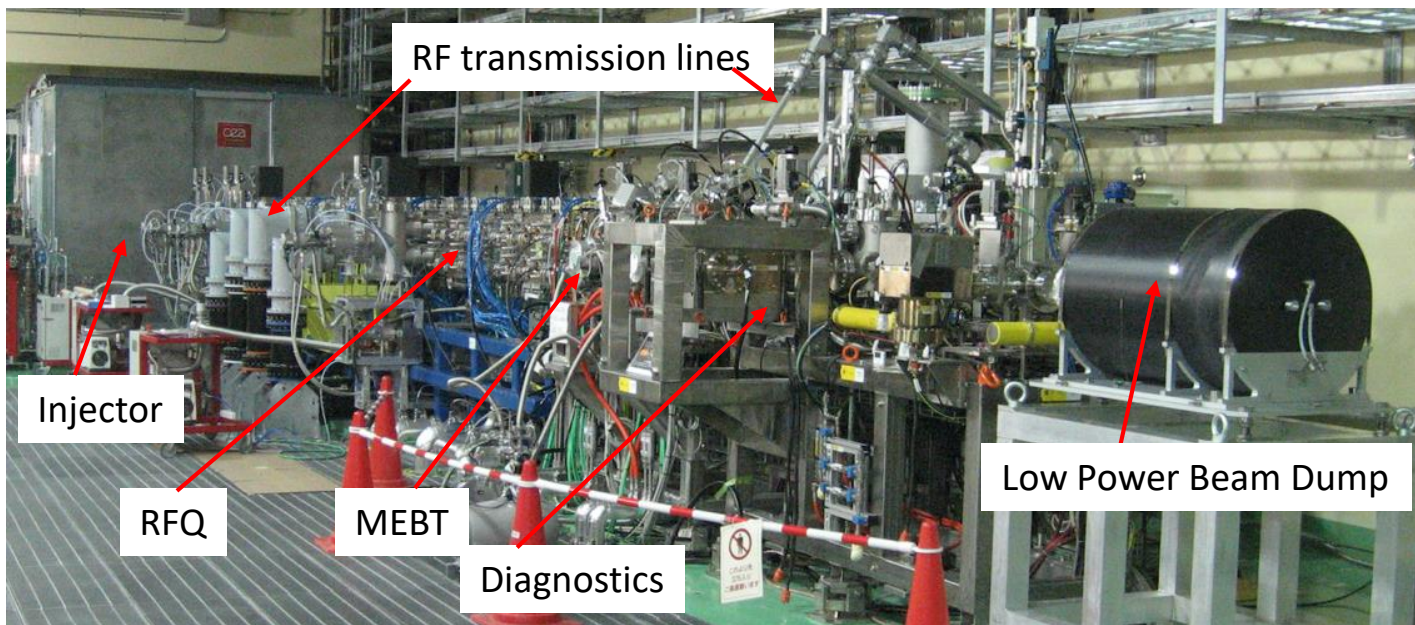 RF transmission lines
Injector
RFQ
MEBT
Diagnostics
Low Power Beam Dump